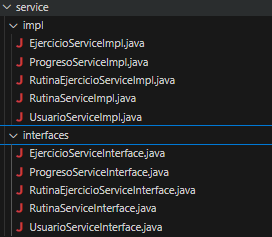 service
impl
J EjercicioServiceImpl.java
J ProgresoServiceImpl.java
J RutinaEjercicioServiceImpl.java
J RutinaServiceImpl.java
J UsuarioServiceImpl.java
interfaces
J EjercicioServiceInterface.java
J ProgresoServiceInterface.java
J RutinaEjercicioServiceInterface.java
J RutinaServiceInterface.java
J UsuarioServiceInterface.java